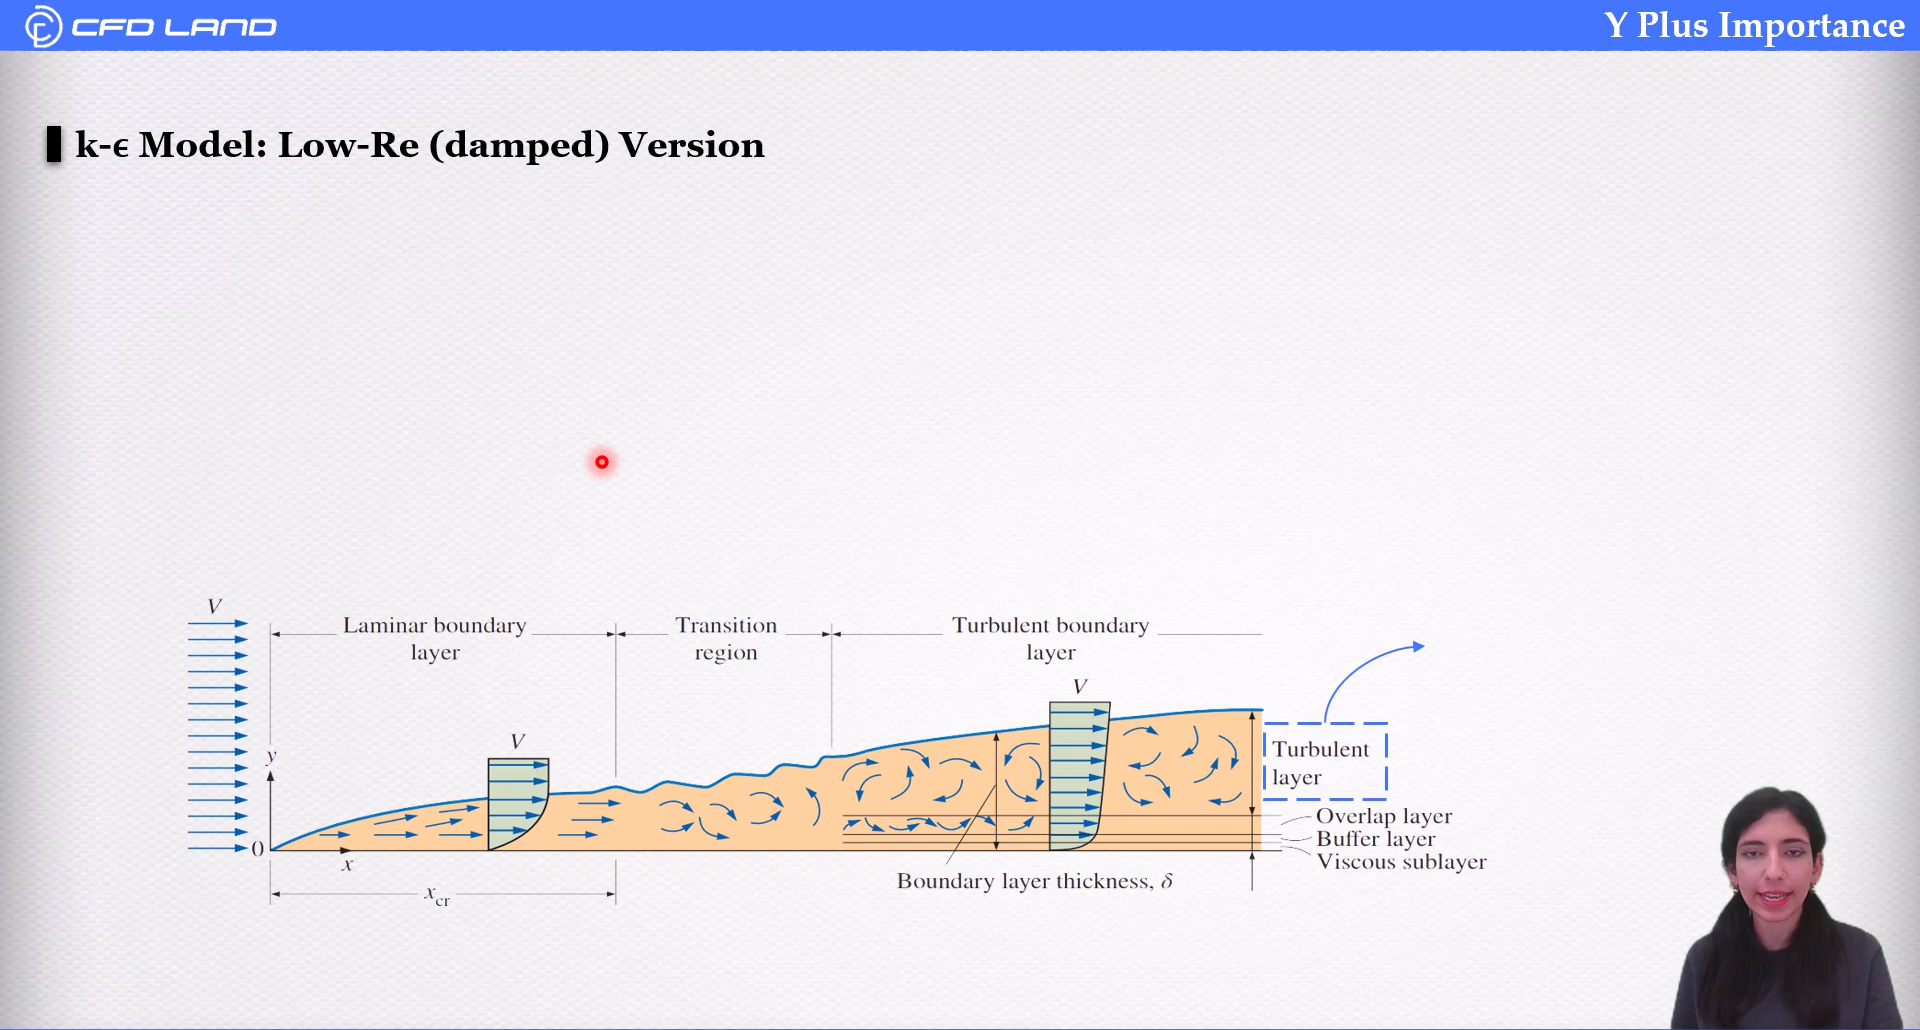 CFD LAND
Y Plus Importance
k-ϵ Model: Low-Re (damped) Version
V
Laminar boundary
layer
Transition
region
Turbulent boundary
layer
V
V
y
Turbulent
layer
Overlap layer
Buffer layer
Viscous sublayer
0
x
Boundary layer thickness, δ
xcr